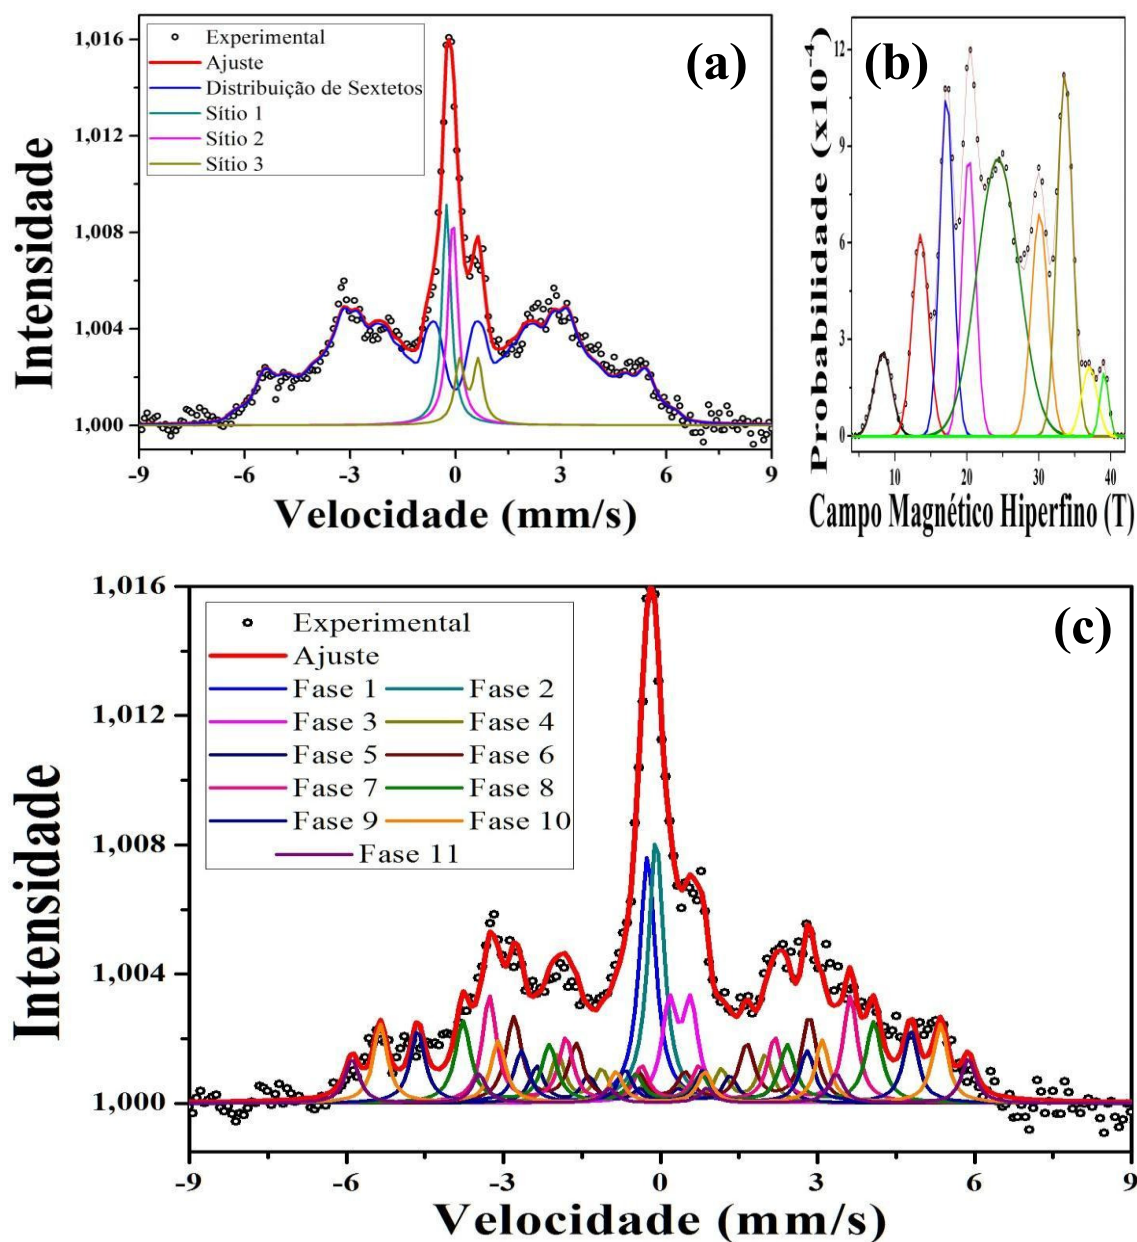 (a)
Intensidade
1,016
1,012
1,008
1,004
1,000
Experimental
Ajuste
Distribuição de Sextetos
Sítio 1
Sítio 2
Sítio 3
-9 -6 -3 0 3 6 9
Velocidade (mm/s)
(b)
Probabilidade (x10⁻⁴)
12
9
6
3
0
10 20 30 40
Campo Magnético Hiperfino (T)
(c)
Intensidade
1,016
1,012
1,008
1,004
1,000
Experimental
Ajuste
Fase 1 Fase 2
Fase 3 Fase 4
Fase 5 Fase 6
Fase 7 Fase 8
Fase 9 Fase 10
Fase 11
-9 -6 -3 0 3 6 9
Velocidade (mm/s)